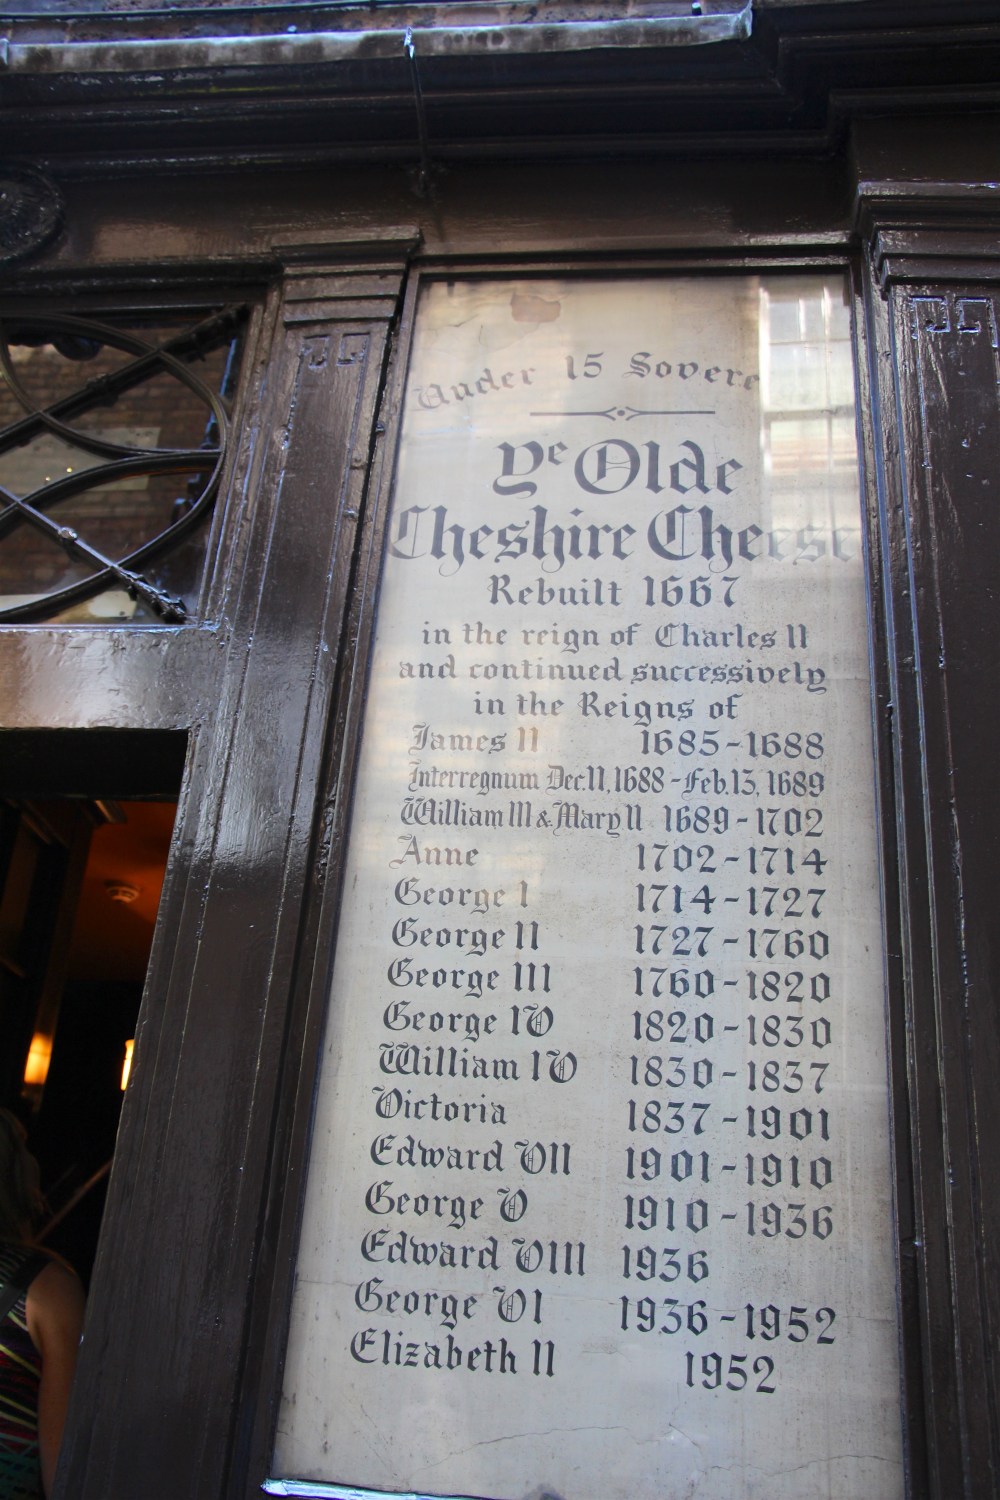 Under 15 Sovere
Ye Olde
Cheshire Cheese
Rebuilt 1667
in the reign of Charles II
and continued successively
in the Reigns of
James II 1685-1688
Interregnum Dec.11,1688-Feb.13,1689
William III & Mary II 1689-1702
Anne 1702-1714
George I 1714-1727
George II 1727-1760
George III 1760-1820
George IV 1820-1830
William IV 1830-1837
Victoria 1837-1901
Edward VII 1901-1910
George V 1910-1936
Edward VIII 1936
George VI 1936-1952
Elizabeth II 1952